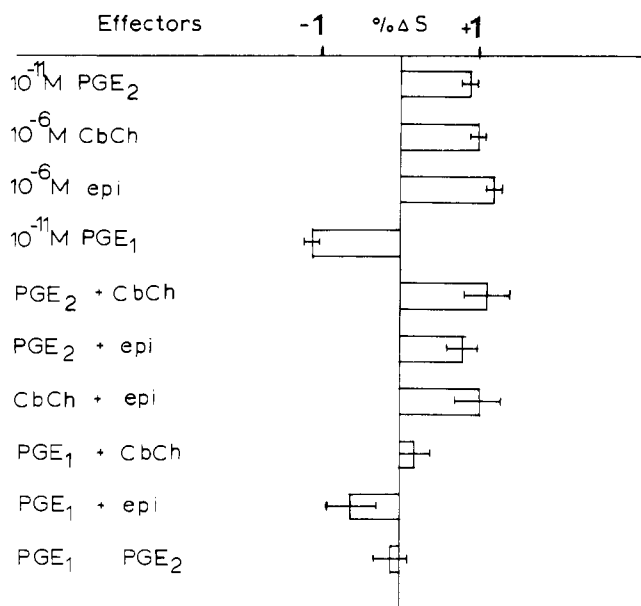 Effectors -1 %ΔS +1
10⁻¹¹M PGE₂
10⁻⁶M CbCh
10⁻⁶M epi
10⁻¹¹M PGE₁
PGE₂ + CbCh
PGE₂ + epi
CbCh + epi
PGE₁ + CbCh
PGE₁ + epi
PGE₁ PGE₂